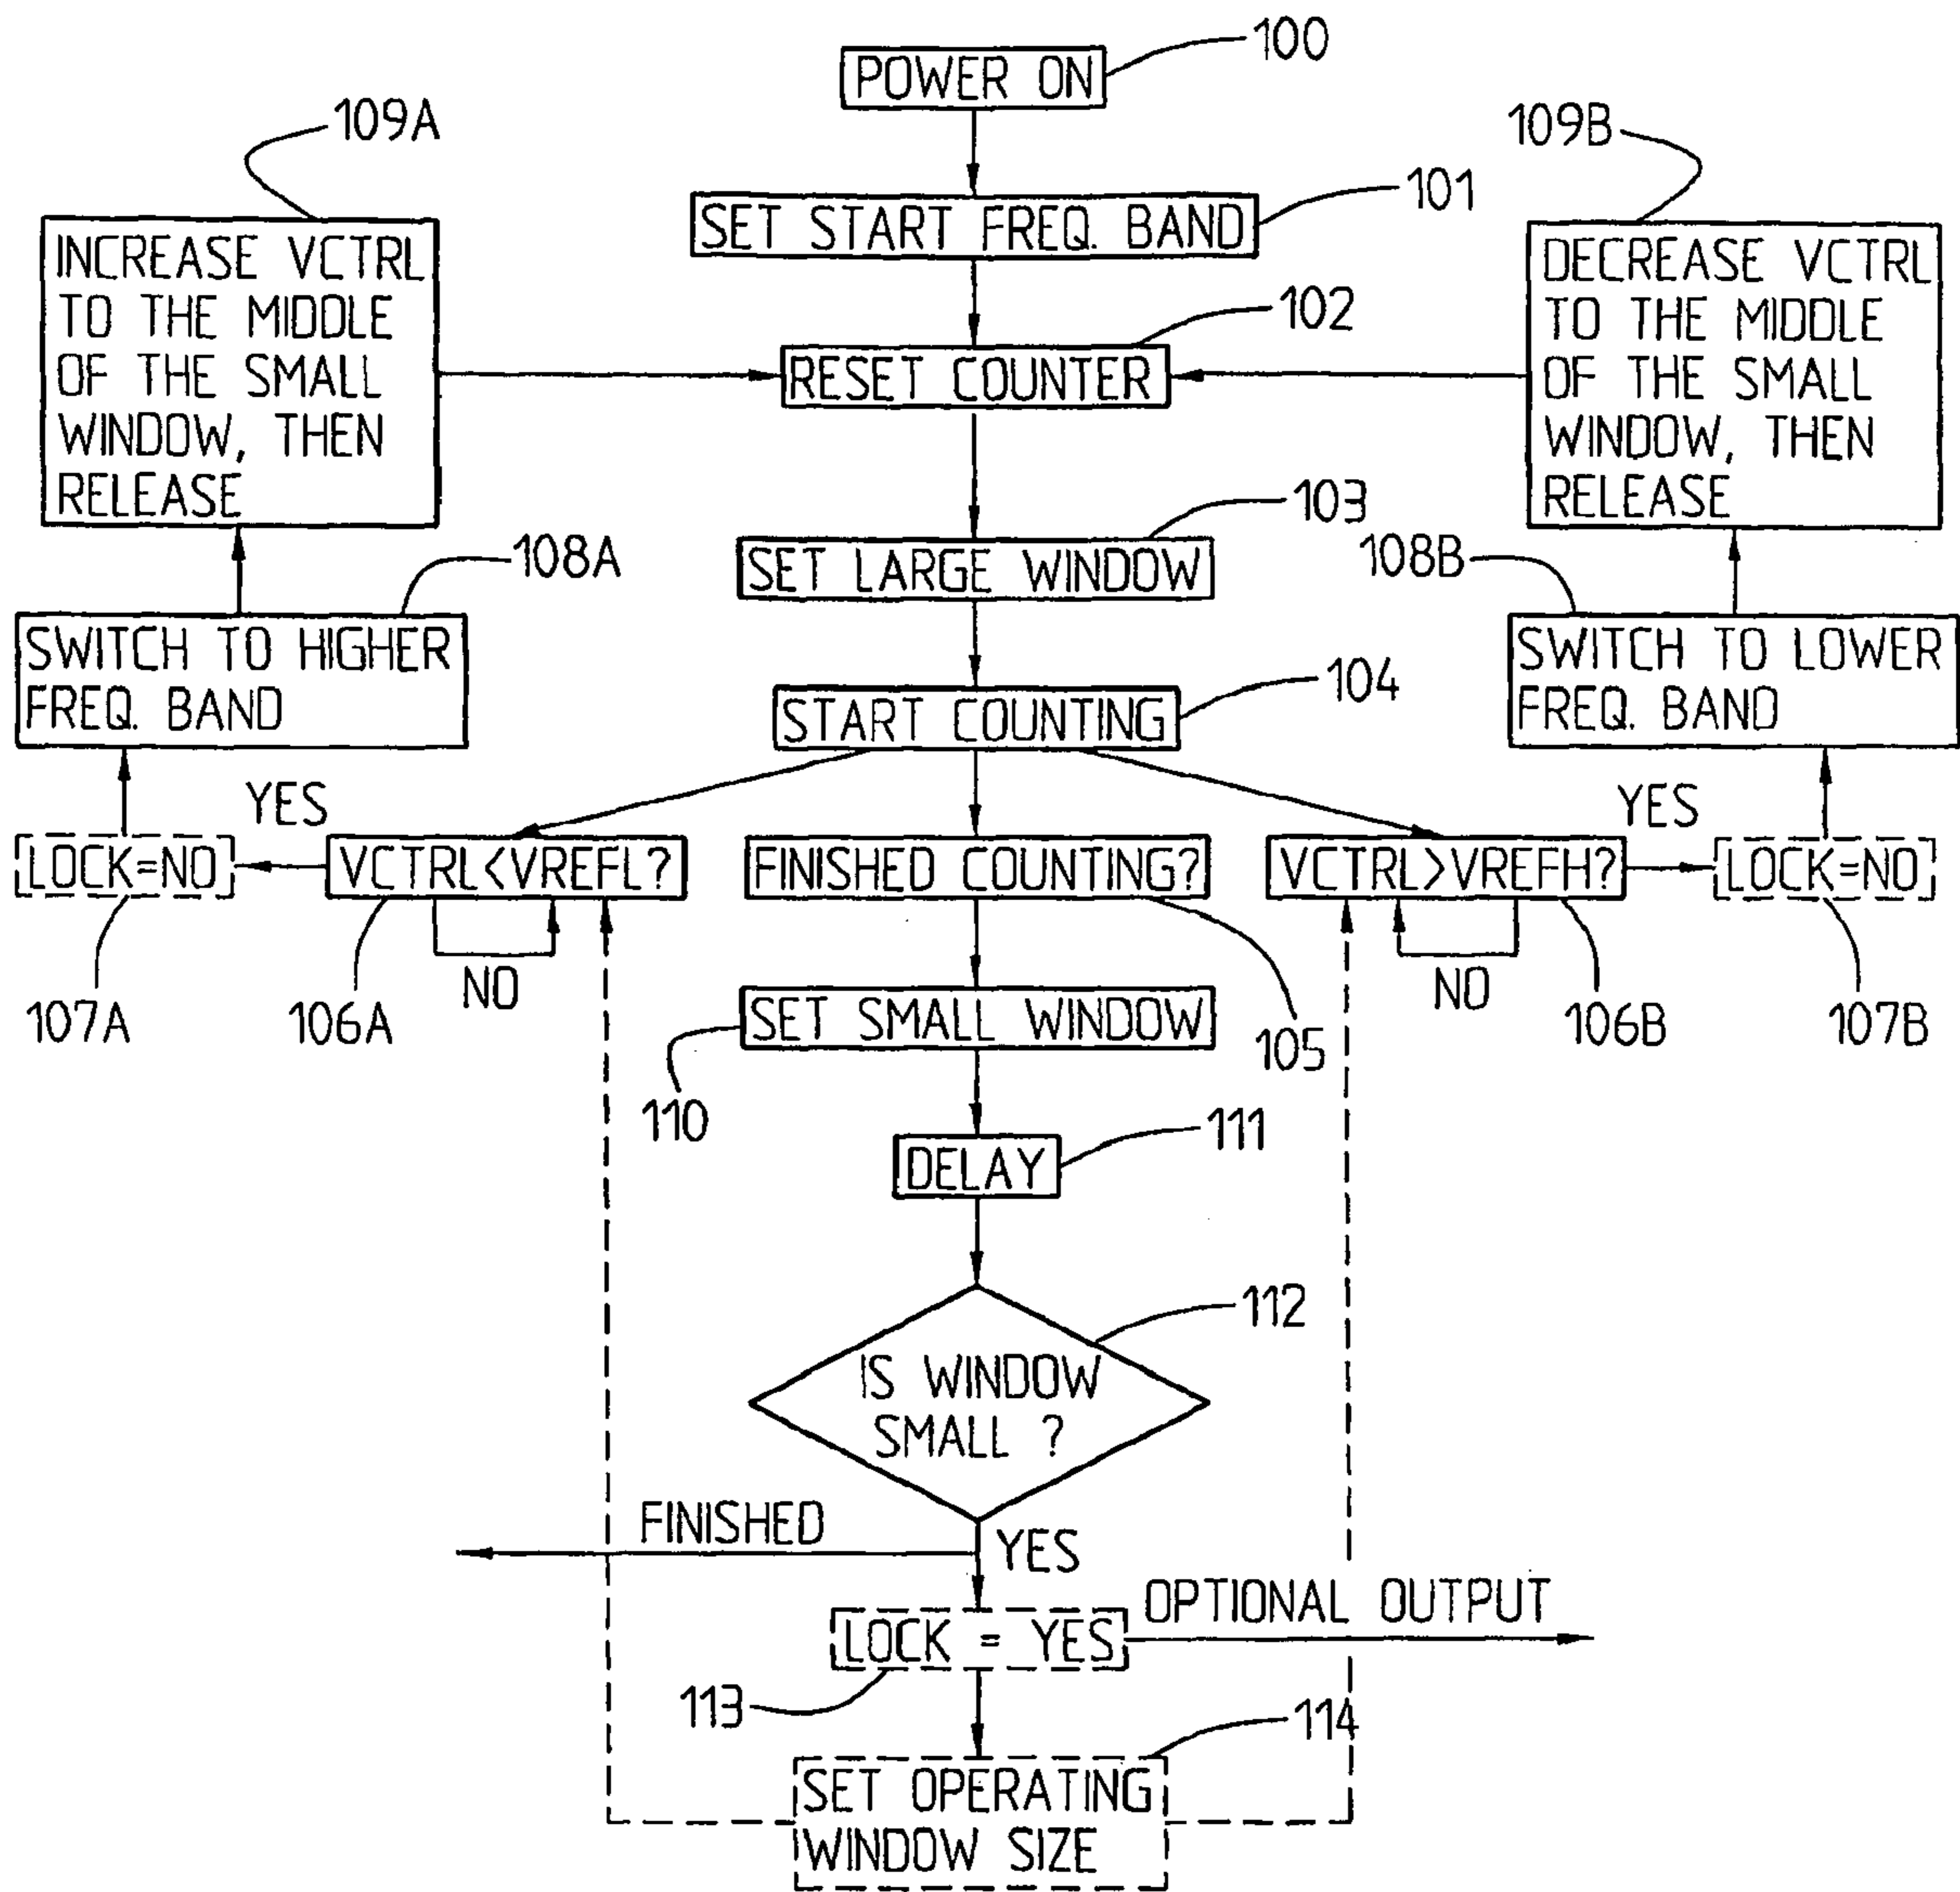 100
POWER ON
109A
109B
101
SET START FREQ. BAND
INCREASE VCTRL
TO THE MIDDLE
OF THE SMALL
WINDOW, THEN
RELEASE
DECREASE VCTRL
TO THE MIDDLE
OF THE SMALL
WINDOW, THEN
RELEASE
102
RESET COUNTER
103
SET LARGE WINDOW
108A
108B
SWITCH TO HIGHER
FREQ. BAND
SWITCH TO LOWER
FREQ. BAND
104
START COUNTING
YES
YES
LOCK=NO
VCTRL<VREFL?
FINISHED COUNTING?
VCTRL>VREFH?
LOCK=NO
NO
NO
107A
106A
SET SMALL WINDOW
105
106B
107B
110
111
DELAY
112
IS WINDOW
SMALL ?
FINISHED
YES
OPTIONAL OUTPUT
LOCK = YES
113
114
SET OPERATING
WINDOW SIZE